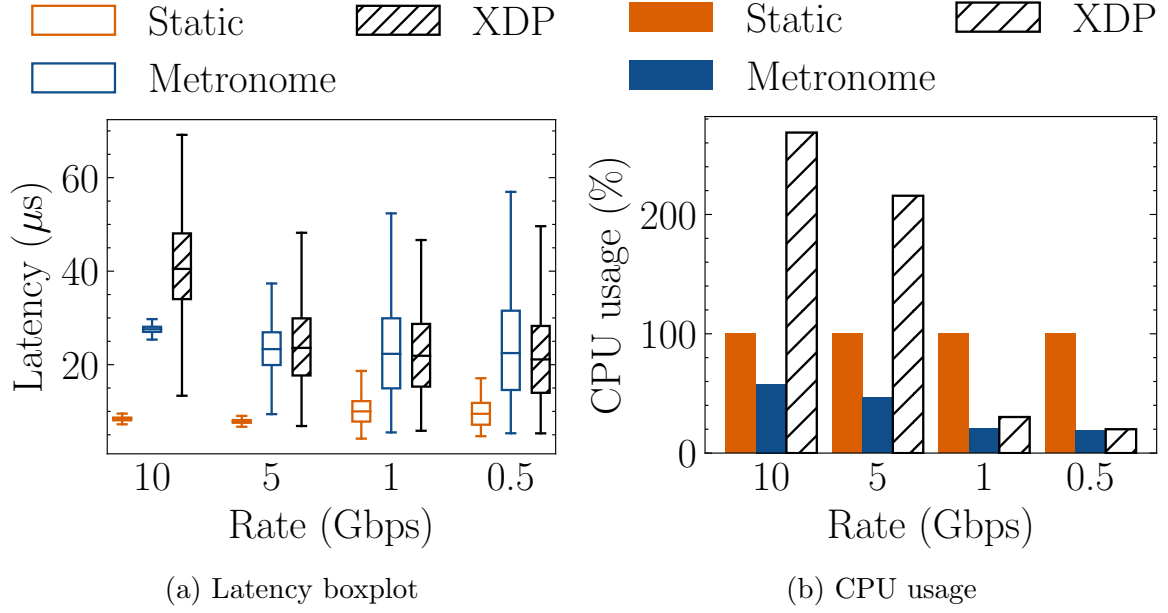 Static
XDP
Metronome
60
40
20
Latency (µs)
10
5
1
0.5
Rate (Gbps)
(a) Latency boxplot
Static
XDP
Metronome
200
100
0
CPU usage (%)
10
5
1
0.5
Rate (Gbps)
(b) CPU usage